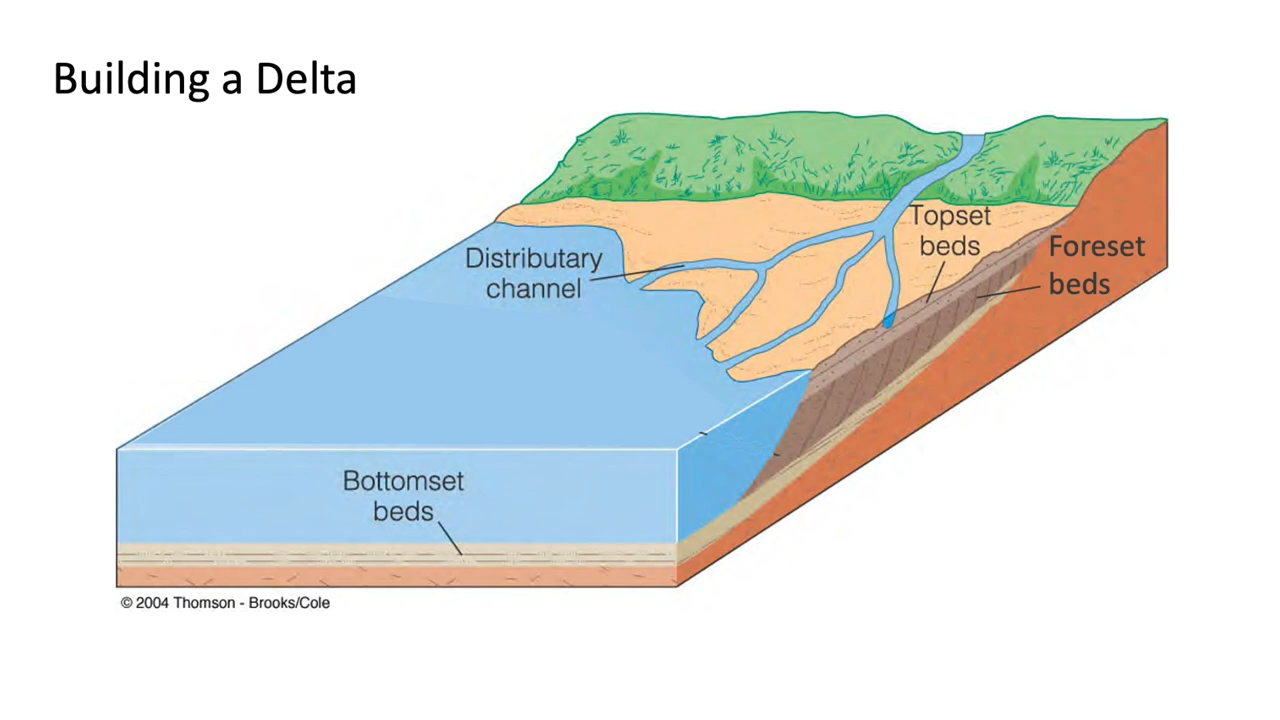 Building a Delta
Topset
beds
Foreset
beds
Distributary
channel
Bottomset
beds
© 2004 Thomson - Brooks/Cole